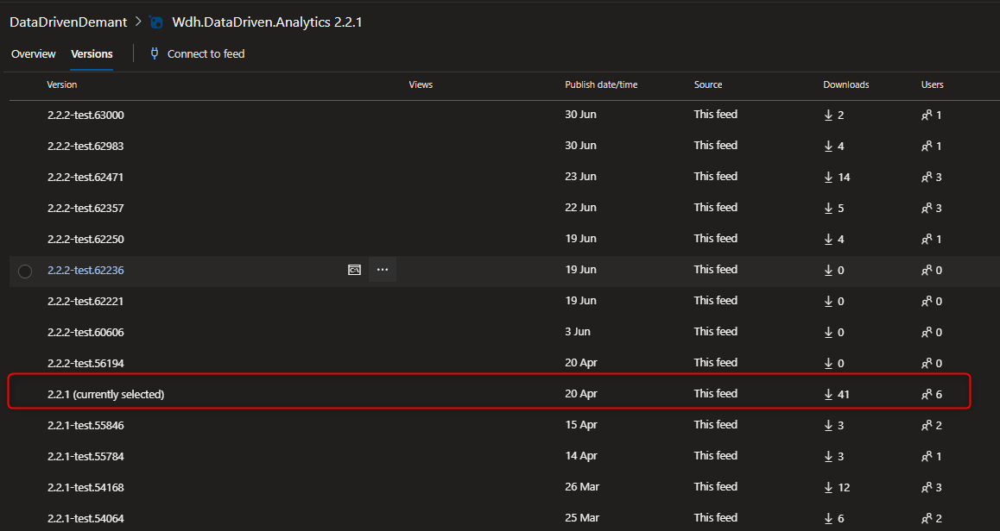 DataDrivenDemant > Wdh.DataDriven.Analytics 2.2.1
Overview Versions Connect to feed
Version Views Publish date/time Source Downloads Users
2.2.2-test.63000 30 Jun This feed 2 1
2.2.2-test.62983 30 Jun This feed 4 1
2.2.2-test.62471 23 Jun This feed 14 3
2.2.2-test.62357 22 Jun This feed 5 3
2.2.2-test.62250 19 Jun This feed 4 1
2.2.2-test.62236 ... 19 Jun This feed 0 0
2.2.2-test.62221 19 Jun This feed 0 0
2.2.2-test.60606 3 Jun This feed 0 0
2.2.2-test.56194 20 Apr This feed 0 0
2.2.1 (currently selected) 20 Apr This feed 41 6
2.2.1-test.55846 15 Apr This feed 3 2
2.2.1-test.55784 14 Apr This feed 3 1
2.2.1-test.54168 26 Mar This feed 12 3
2.2.1-test.54064 25 Mar This feed 6 2